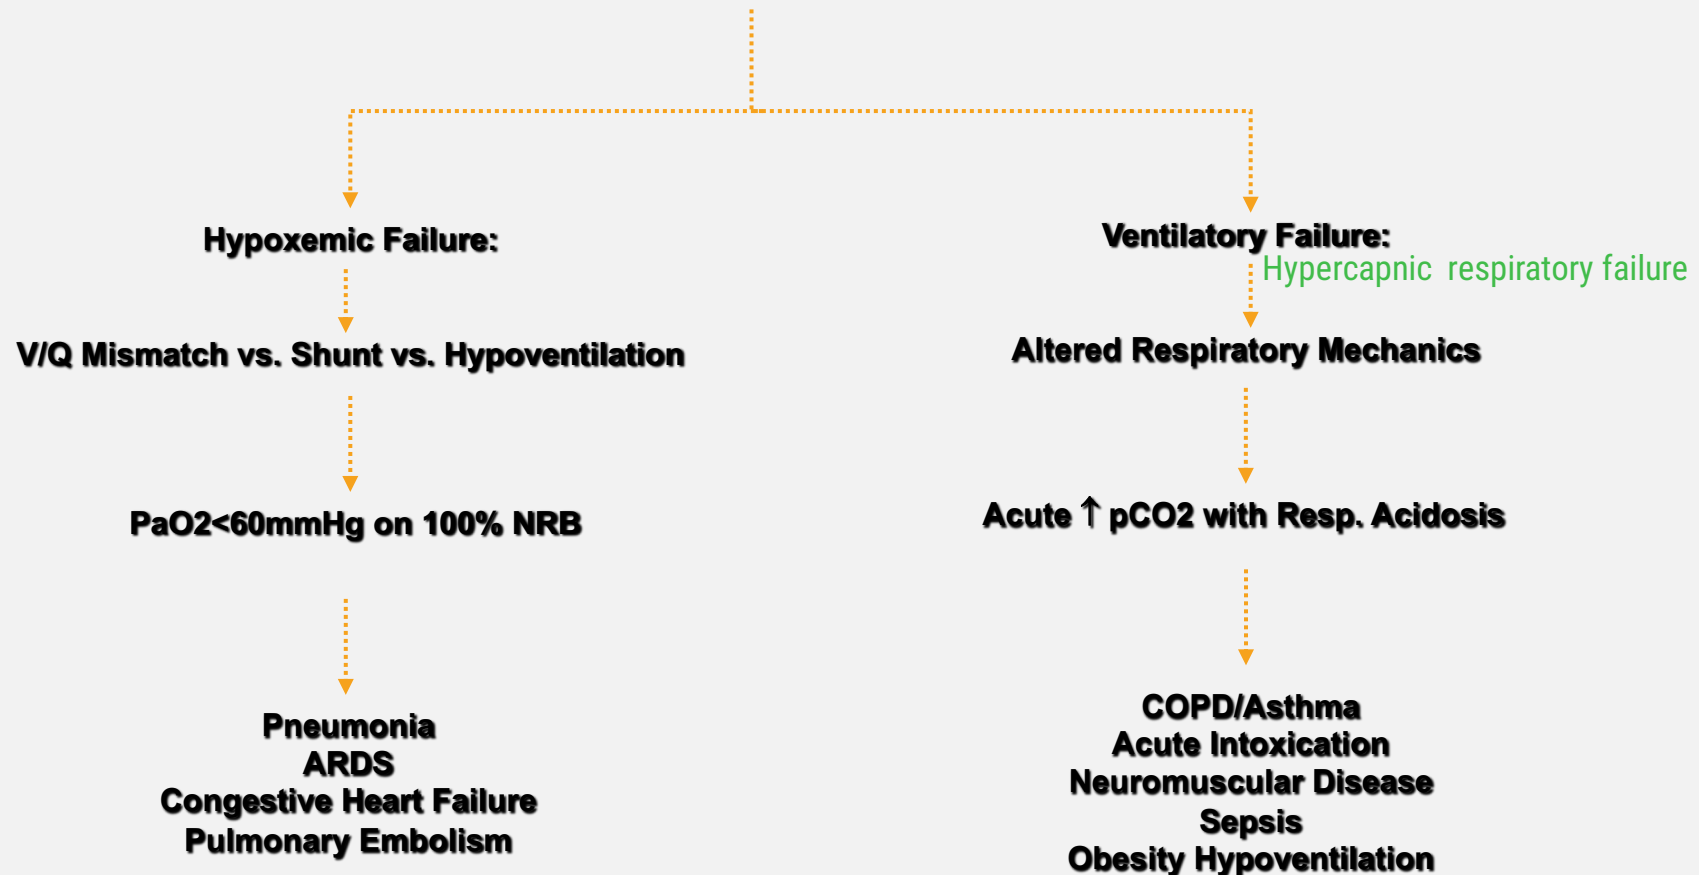 Hypoxemic Failure:
V/Q Mismatch vs. Shunt vs. Hypoventilation
PaO2<60mmHg on 100% NRB
Pneumonia
ARDS
Congestive Heart Failure
Pulmonary Embolism
Ventilatory Failure:
Hypercapnic respiratory failure
Altered Respiratory Mechanics
Acute ↑ pCO2 with Resp. Acidosis
COPD/Asthma
Acute Intoxication
Neuromuscular Disease
Sepsis
Obesity Hypoventilation